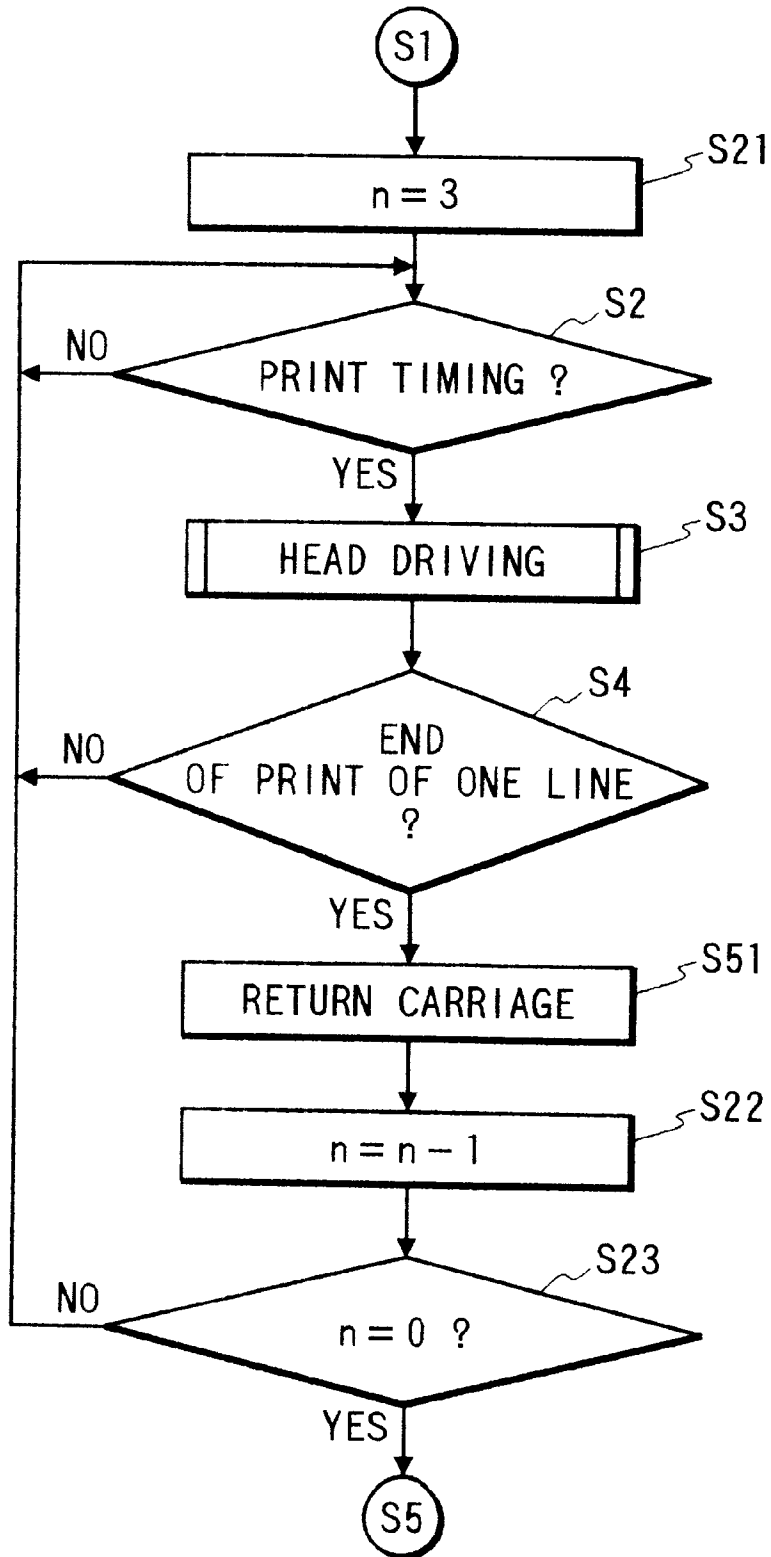 S1
S21
n = 3
S2
NO
PRINT TIMING ?
YES
S3
HEAD DRIVING
S4
NO
END
OF PRINT OF ONE LINE
?
YES
S51
RETURN CARRIAGE
S22
n = n - 1
S23
NO
n = 0 ?
YES
S5